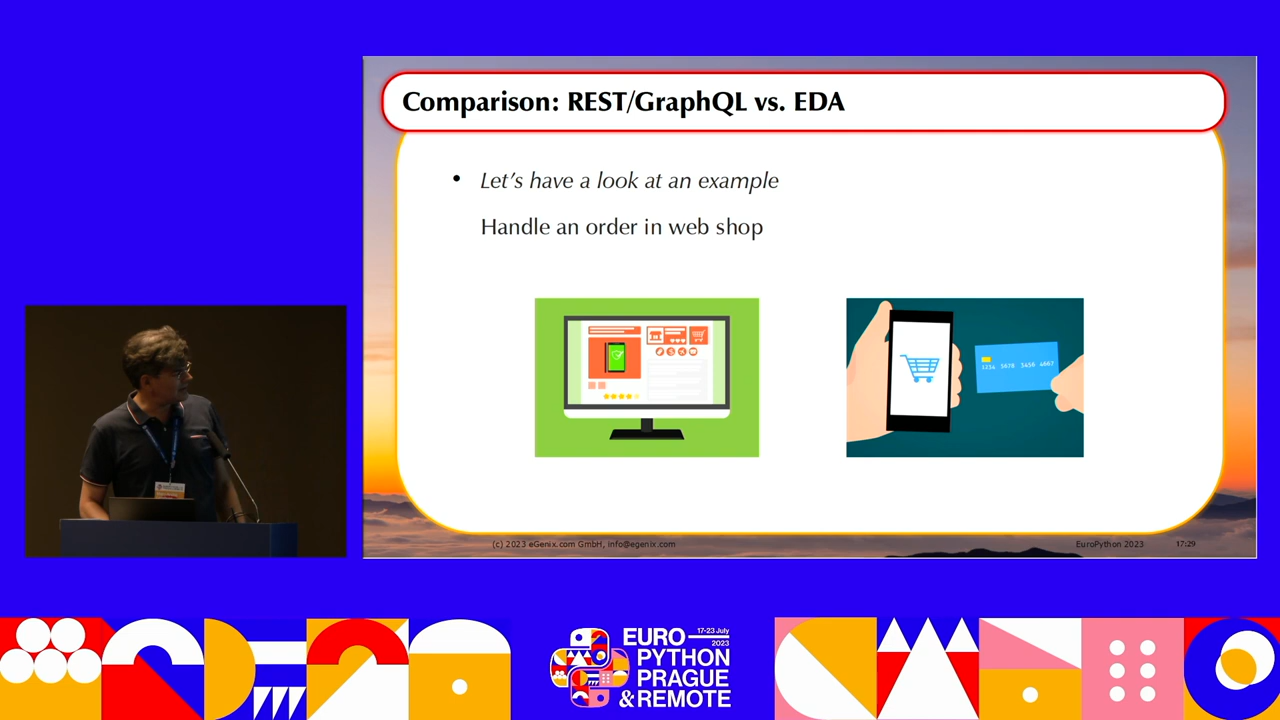 Comparison: REST/GraphQL vs. EDA
• Let's have a look at an example
Handle an order in web shop
1234 5678 3456 4667
(c) 2023 eGenix.com GmbH, info@egenix.com
EuroPython 2023
17:29
EURO
17-23 July
2023
PYTHON
PRAGUE
& REMOTE